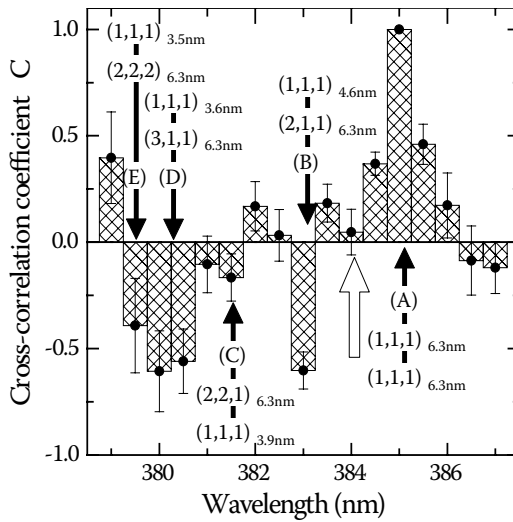 Cross-correlation coefficient C
1.0
0.5
0.0
-0.5
-1.0
(1,1,1) 3.5nm
(2,2,2) 6.3nm
(1,1,1) 3.6nm
(3,1,1) 6.3nm
(E)
(D)
(1,1,1) 4.6nm
(2,1,1) 6.3nm
(B)
(C)
(2,2,1) 6.3nm
(1,1,1) 3.9nm
(A)
(1,1,1) 6.3nm
(1,1,1) 6.3nm
380 382 384 386
Wavelength (nm)